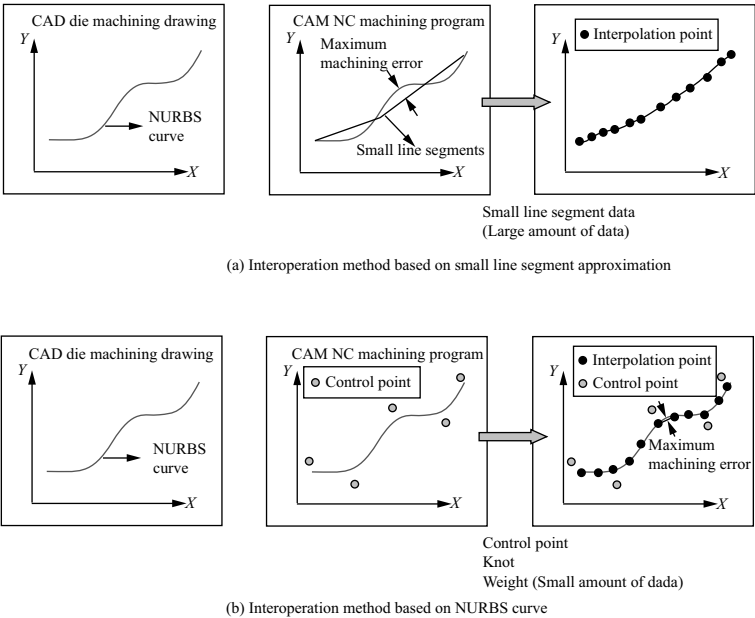 CAD die machining drawing
Y
NURBS
curve
X
CAM NC machining program
Y
Maximum
machining error
Small line segments
X
Y
Interpolation point
X
Small line segment data
(Large amount of data)
(a) Interoperation method based on small line segment approximation
CAD die machining drawing
Y
NURBS
curve
X
CAM NC machining program
Y
Control point
X
Y
Interpolation point
Control point
Maximum
machining error
X
Control point
Knot
Weight (Small amount of dada)
(b) Interoperation method based on NURBS curve